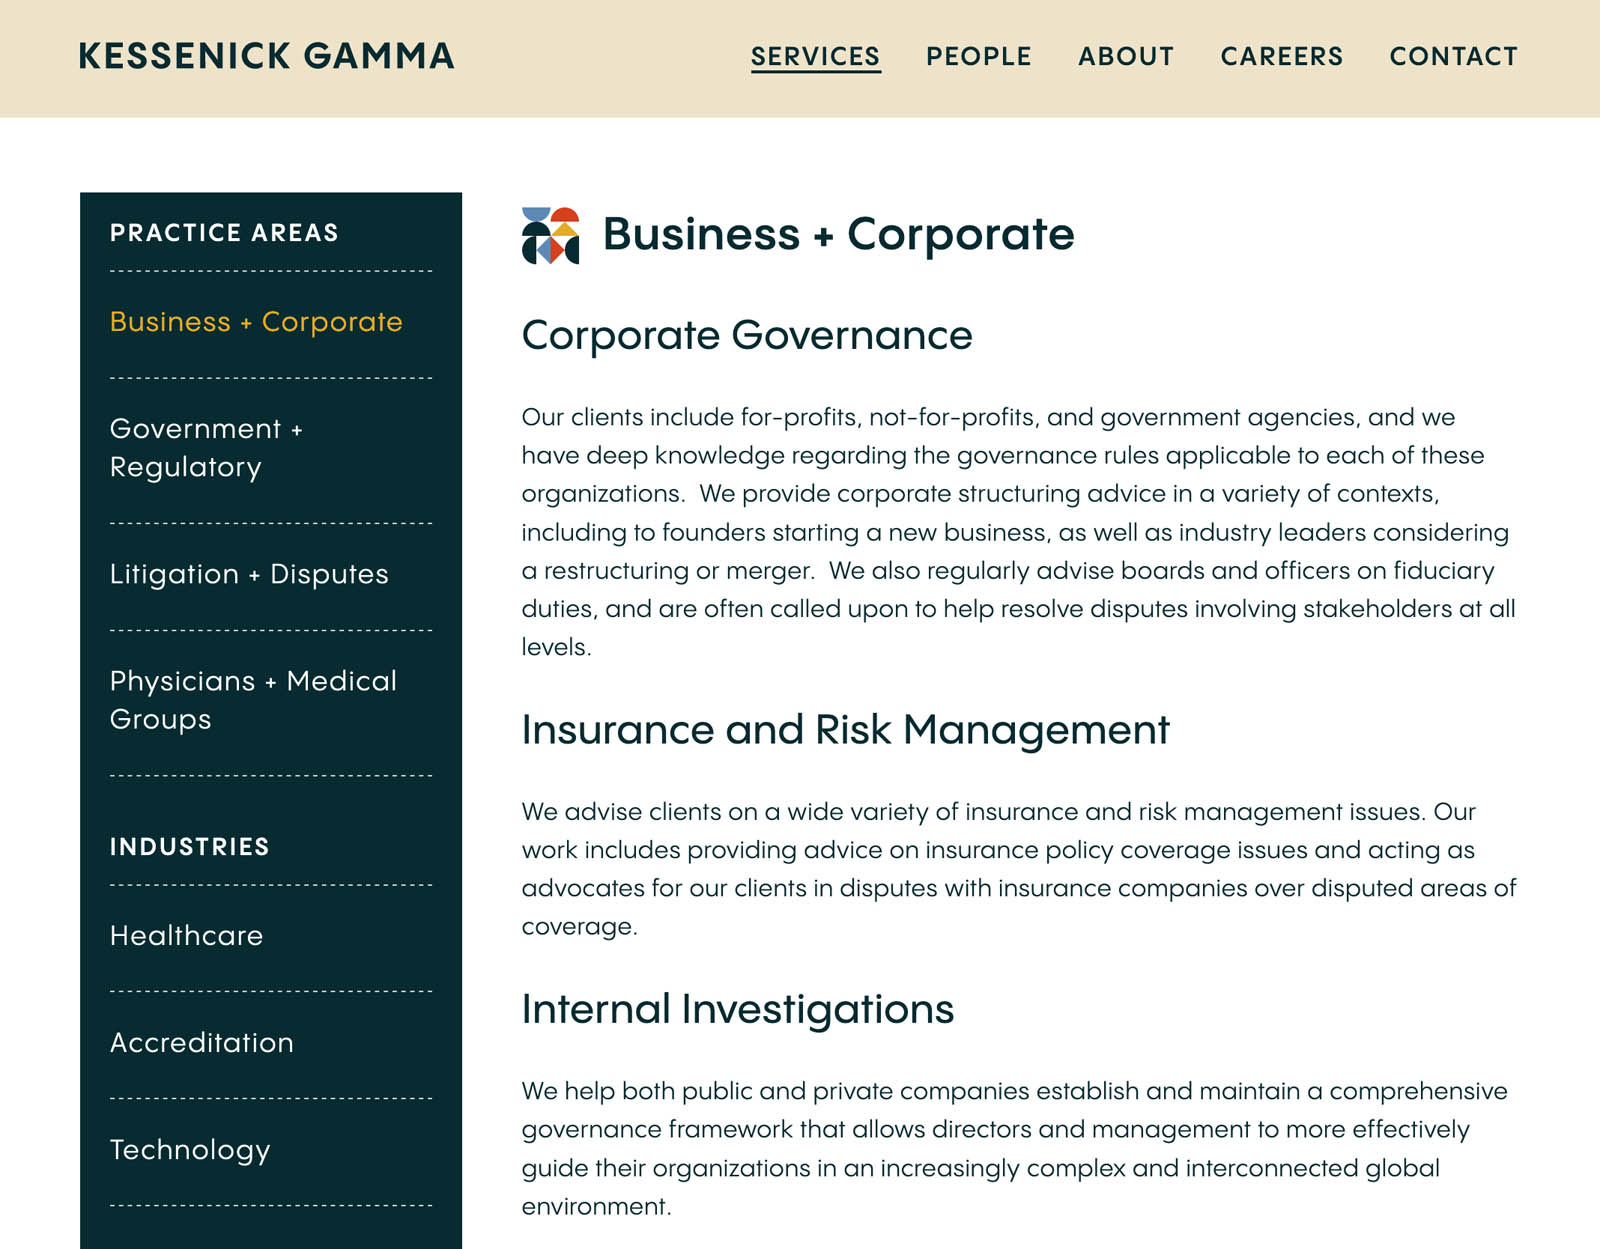 KESSENICK GAMMA
SERVICES PEOPLE ABOUT CAREERS CONTACT
PRACTICE AREAS
Business + Corporate
Government +
Regulatory
Litigation + Disputes
Physicians + Medical
Groups
INDUSTRIES
Healthcare
Accreditation
Technology
Business + Corporate
Corporate Governance
Our clients include for-profits, not-for-profits, and government agencies, and we
have deep knowledge regarding the governance rules applicable to each of these
organizations.  We provide corporate structuring advice in a variety of contexts,
including to founders starting a new business, as well as industry leaders considering
a restructuring or merger.  We also regularly advise boards and officers on fiduciary
duties, and are often called upon to help resolve disputes involving stakeholders at all
levels.
Insurance and Risk Management
We advise clients on a wide variety of insurance and risk management issues. Our
work includes providing advice on insurance policy coverage issues and acting as
advocates for our clients in disputes with insurance companies over disputed areas of
coverage.
Internal Investigations
We help both public and private companies establish and maintain a comprehensive
governance framework that allows directors and management to more effectively
guide their organizations in an increasingly complex and interconnected global
environment.